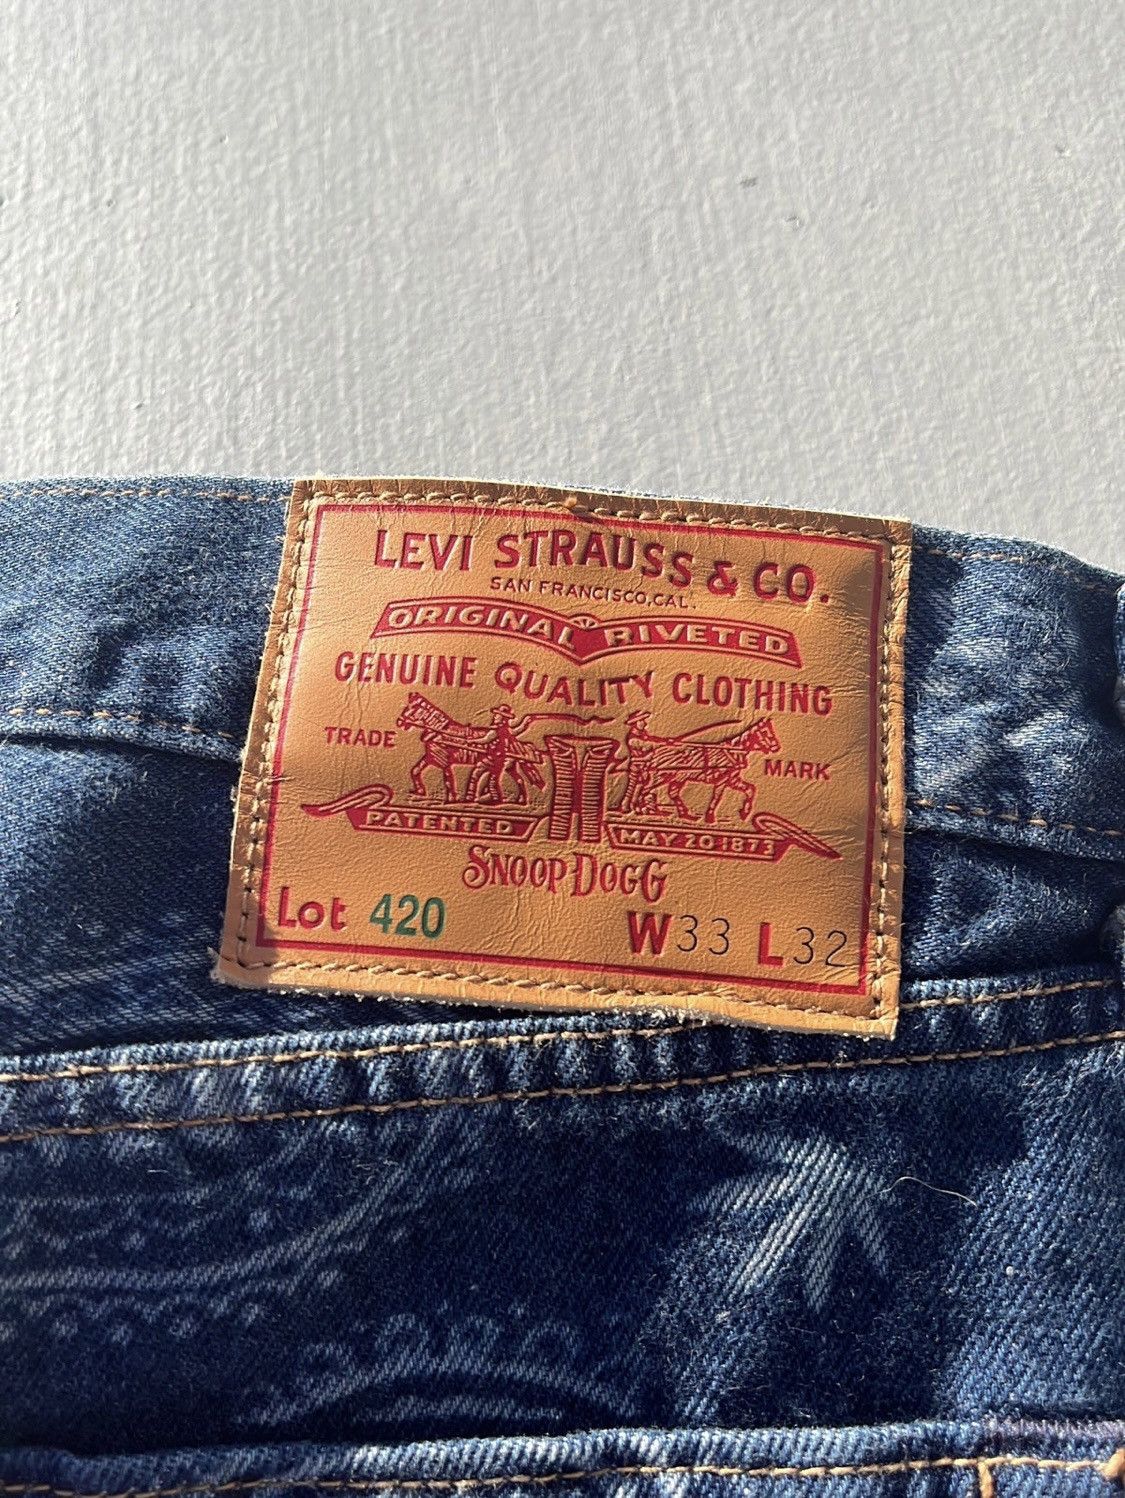 LEVI STRAUSS & CO.
SAN FRANCISCO, CAL.
ORIGINAL RIVETED
GENUINE QUALITY CLOTHING
TRADE MARK
PATENTED MAY 20 1873
SNOOP DOGG
Lot 420 W33 L32